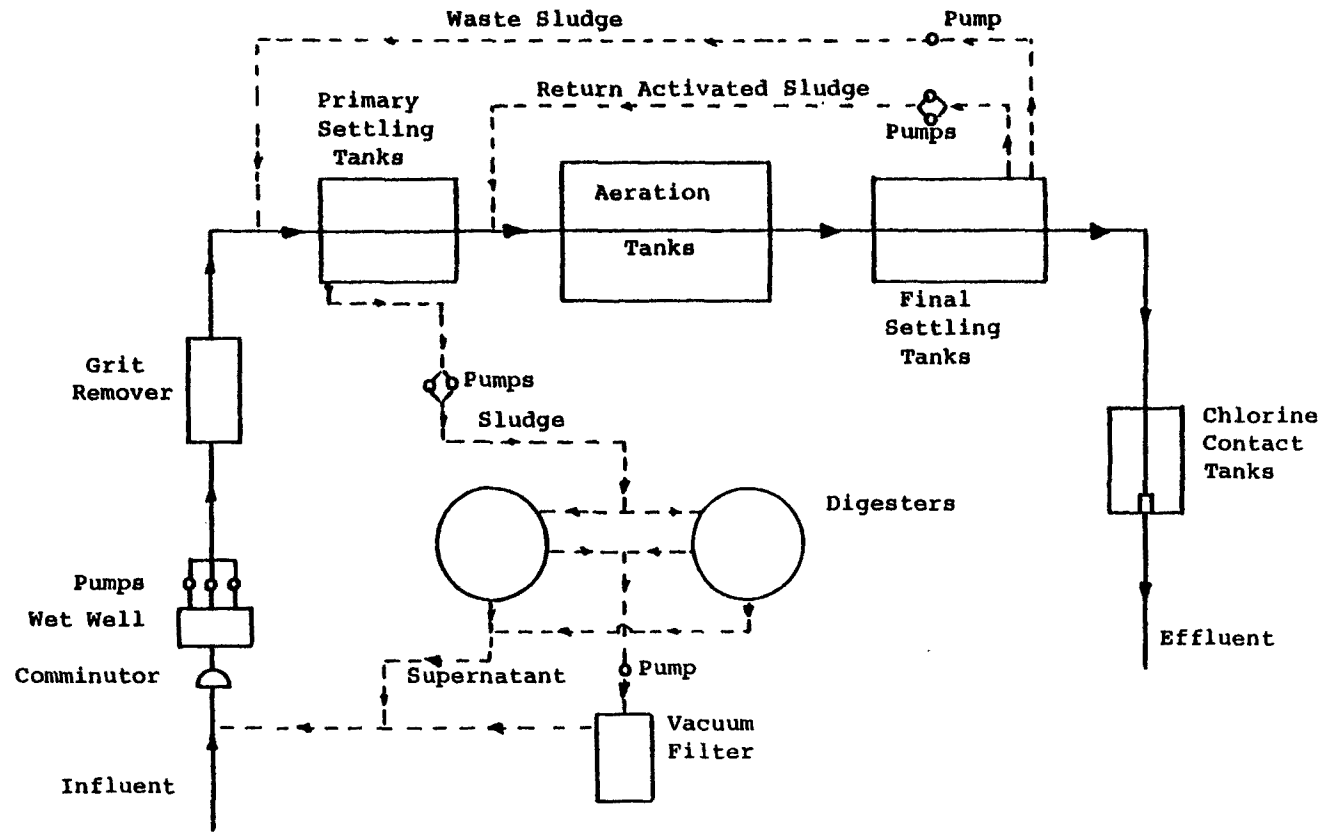 Waste Sludge
Pump
Return Activated Sludge
Pumps
Primary
Settling
Tanks
Aeration
Tanks
Final
Settling
Tanks
Grit
Remover
Pumps
Sludge
Chlorine
Contact
Tanks
Digesters
Pumps
Wet Well
Comminutor
Supernatant
Pump
Effluent
Vacuum
Filter
Influent